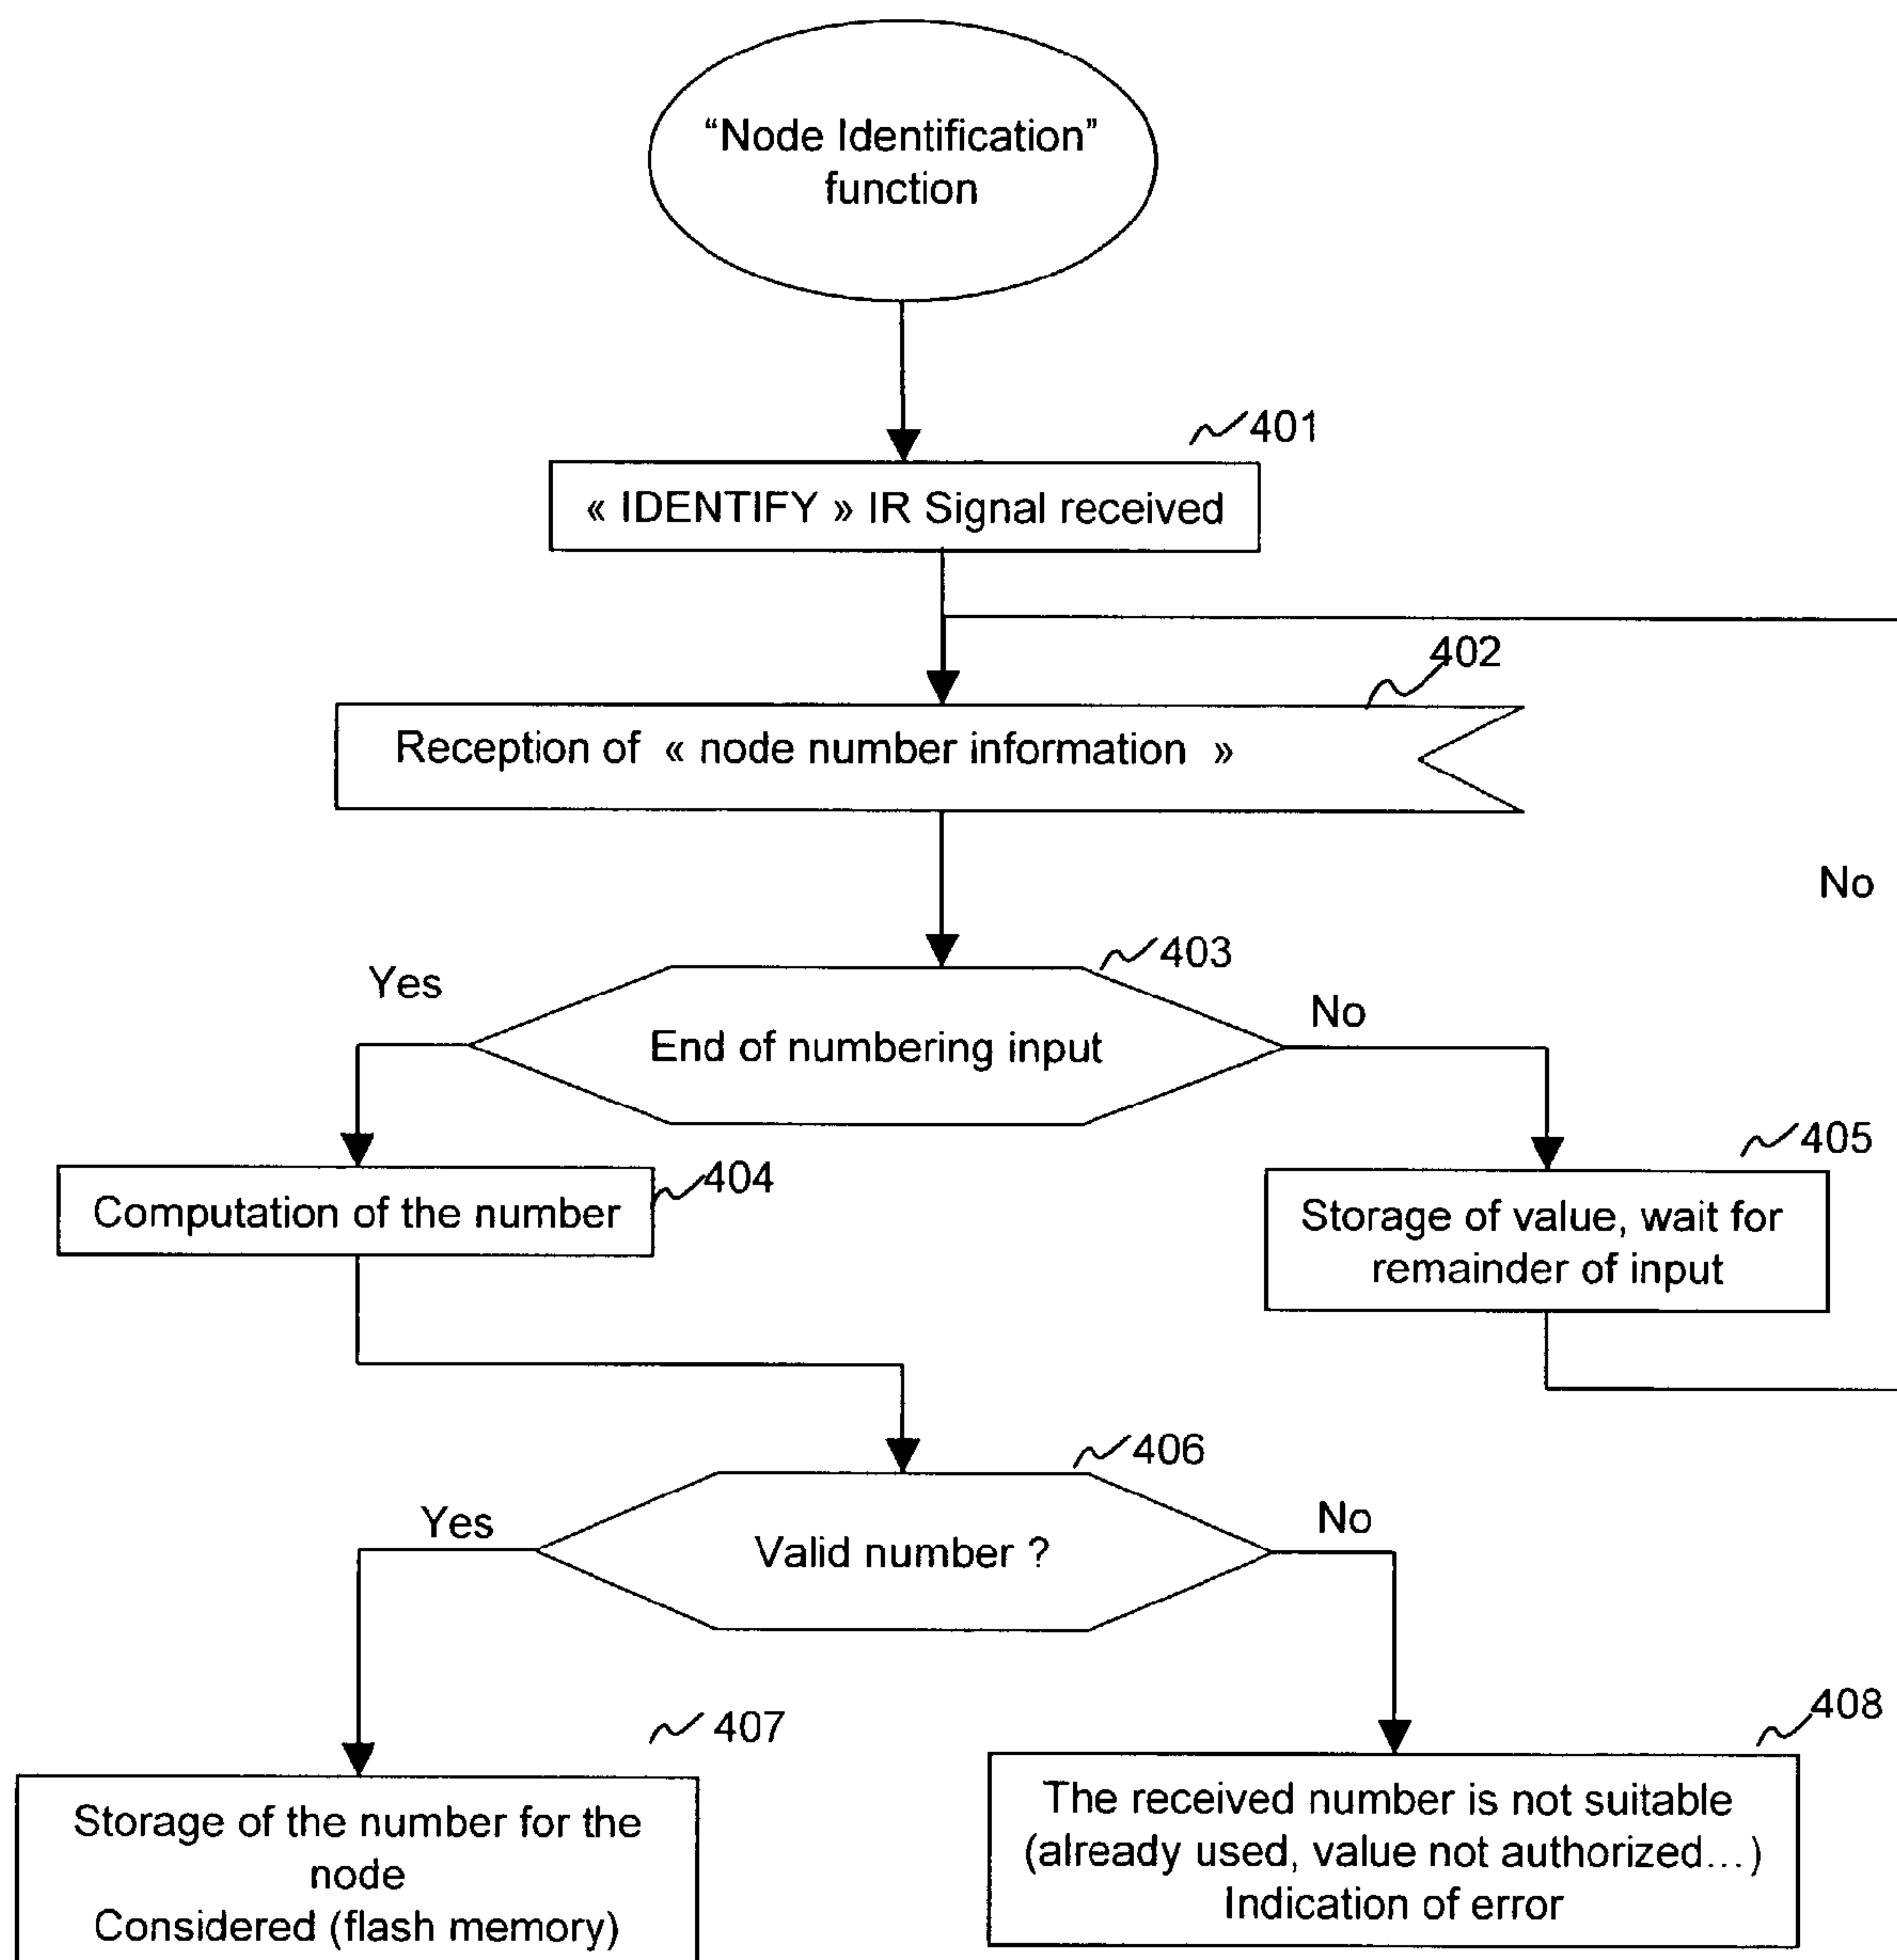 “Node Identification”
function
401
« IDENTIFY » IR Signal received
402
Reception of « node number information »
No
403
Yes
No
End of numbering input
405
404
Computation of the number
Storage of value, wait for
remainder of input
406
Yes
No
Valid number ?
408
407
The received number is not suitable
(already used, value not authorized...)
Indication of error
Storage of the number for the
node
Considered (flash memory)